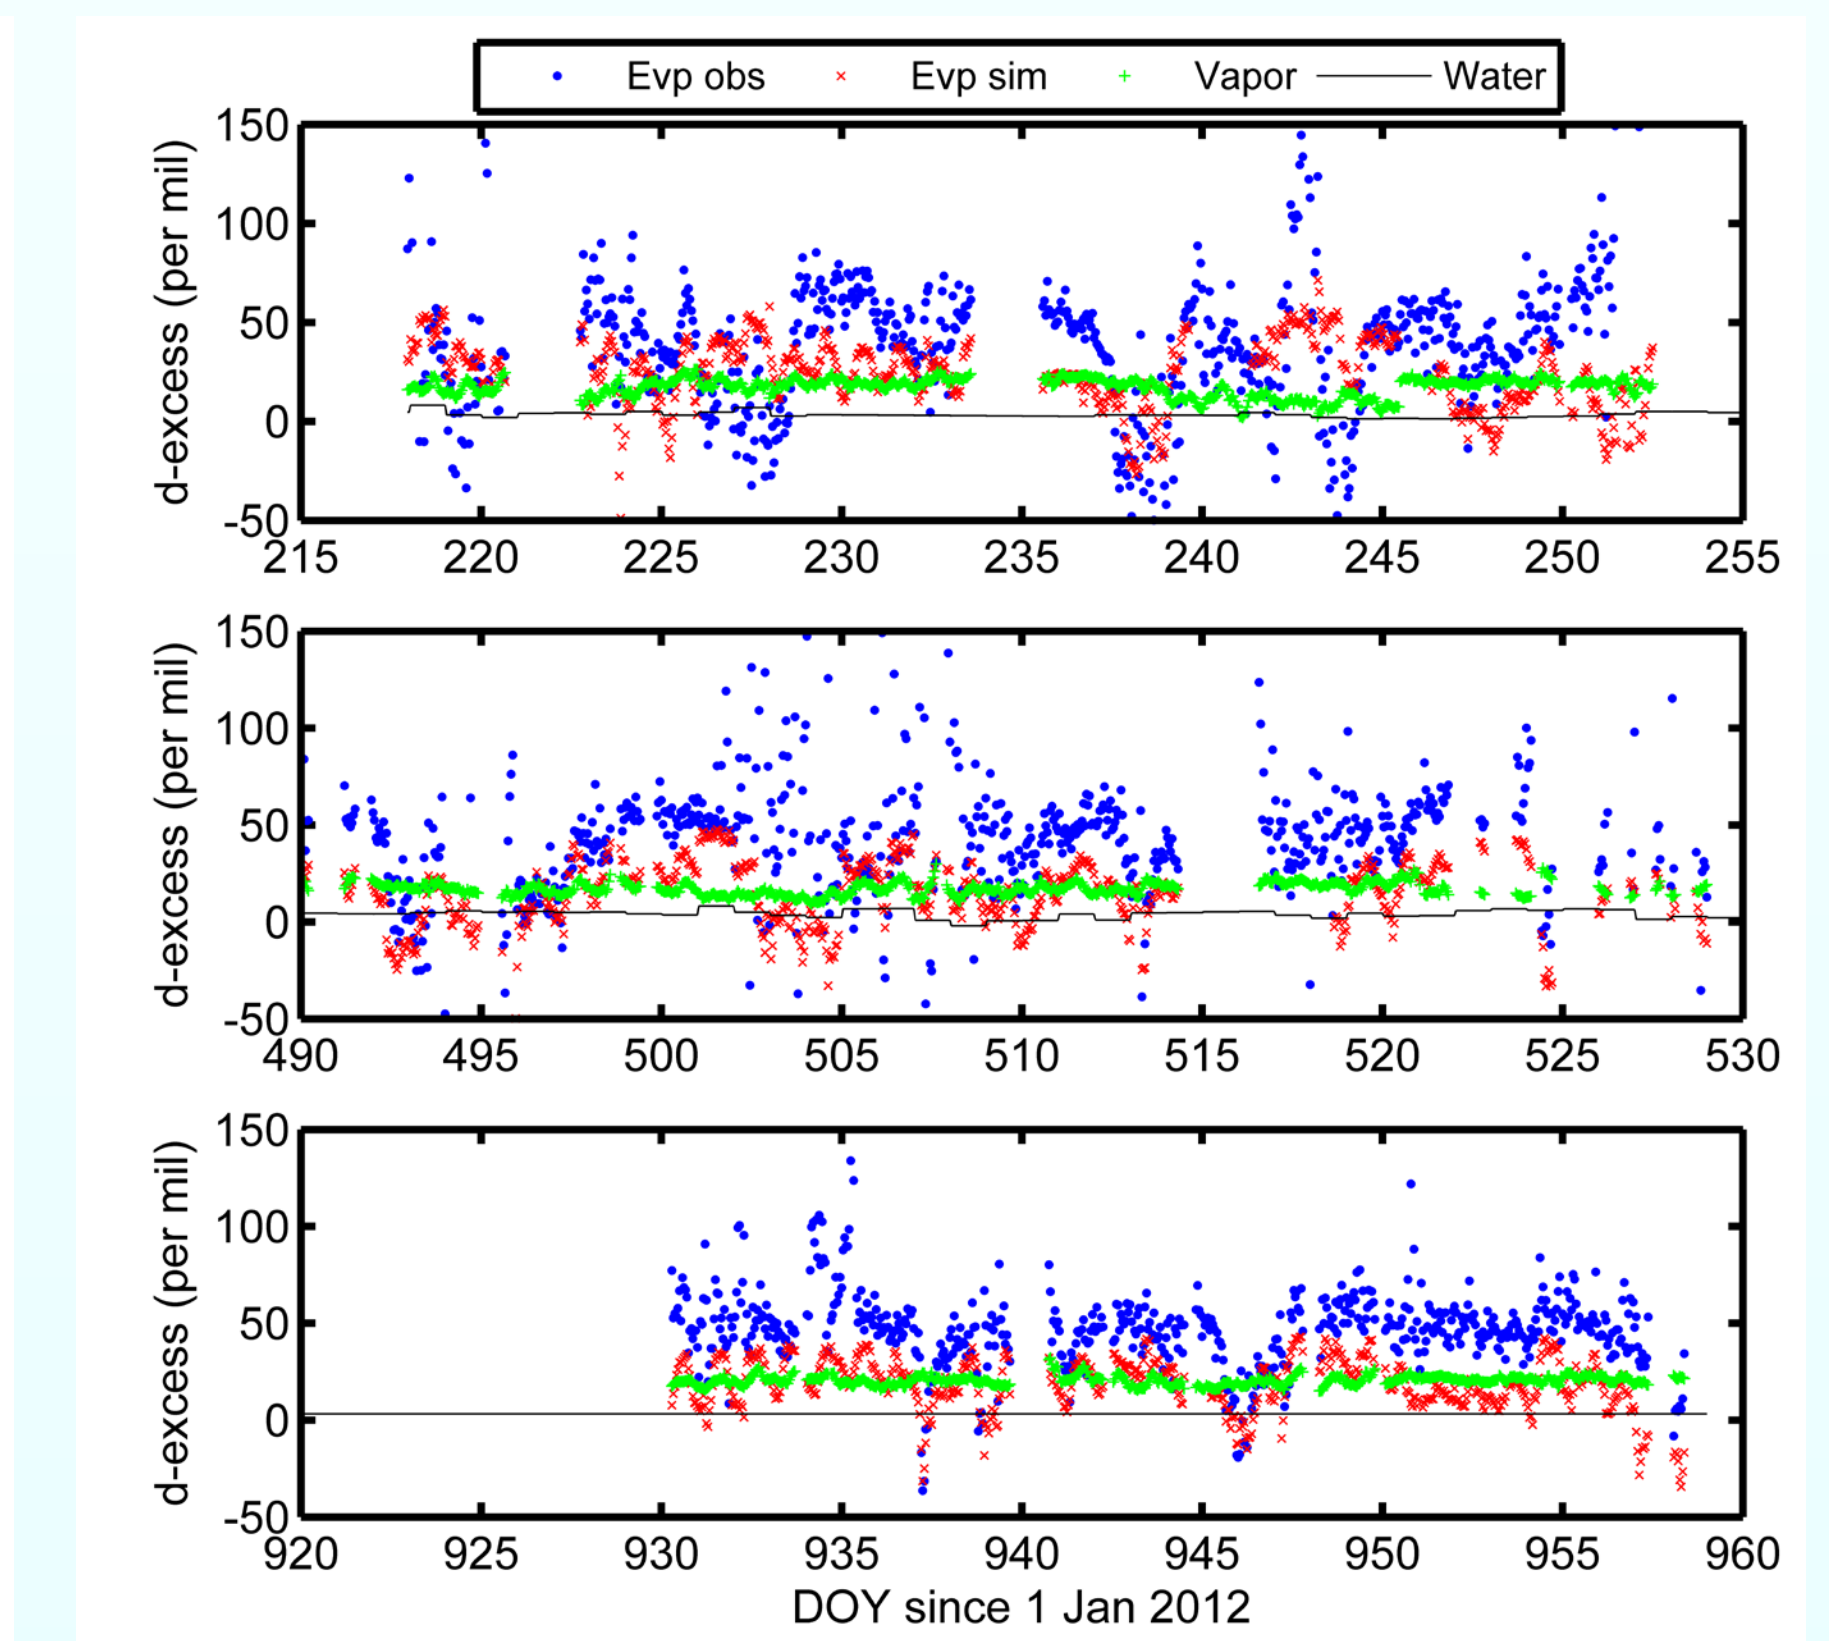 Evp obs Evp sim Vapor Water
d-excess (per mil)
150
100
50
0
-50
215 220 225 230 235 240 245 250 255
d-excess (per mil)
150
100
50
0
-50
490 495 500 505 510 515 520 525 530
d-excess (per mil)
150
100
50
0
-50
920 925 930 935 940 945 950 955 960
DOY since 1 Jan 2012